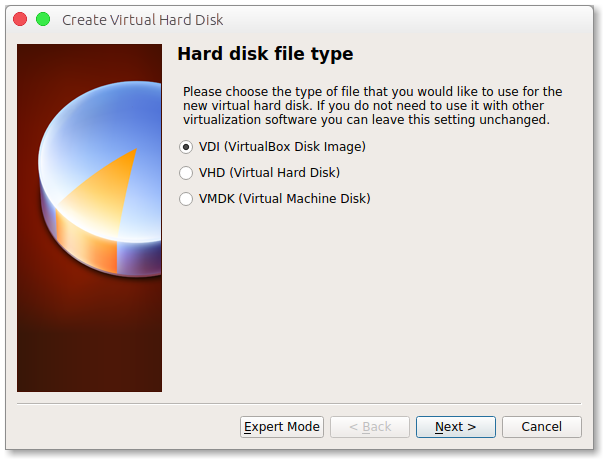 Create Virtual Hard Disk
Hard disk file type
Please choose the type of file that you would like to use for the
new virtual hard disk. If you do not need to use it with other
virtualization software you can leave this setting unchanged.
VDI (VirtualBox Disk Image)
VHD (Virtual Hard Disk)
VMDK (Virtual Machine Disk)
Expert Mode
< Back
Next >
Cancel